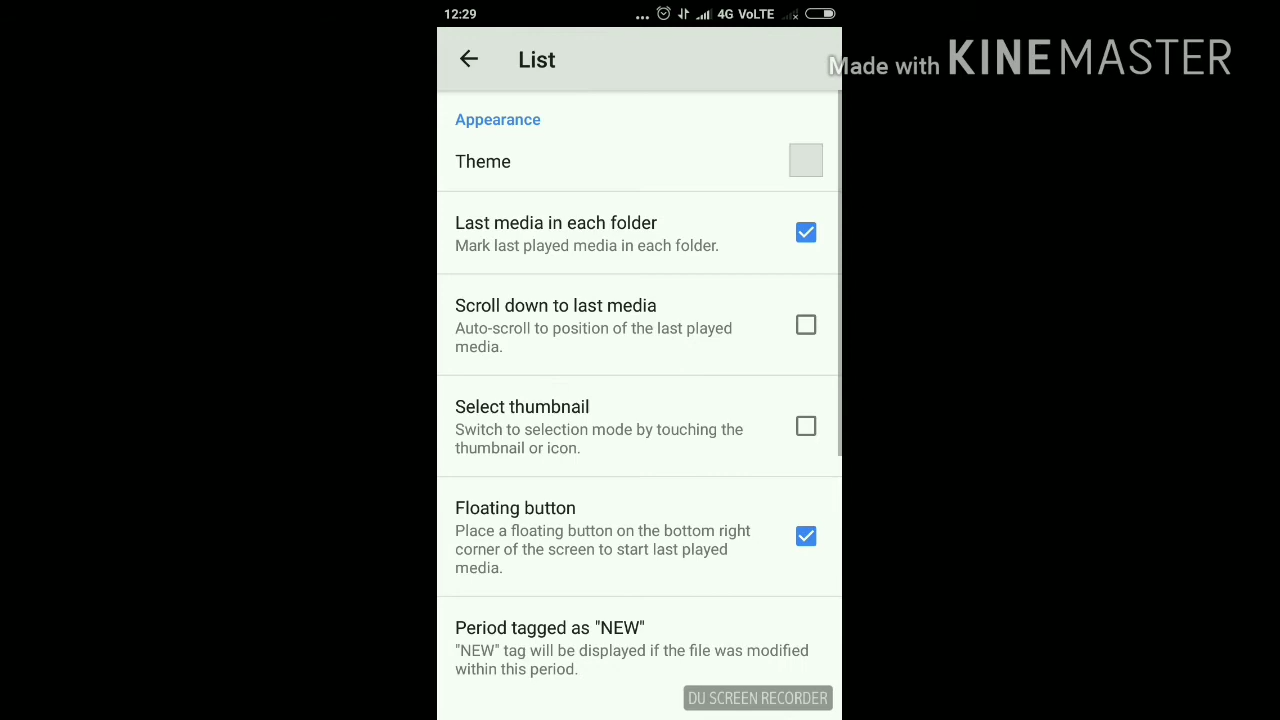 12:29
4G VoLTE
List
Made with KINEMASTER
Appearance
Theme
Last media in each folder
Mark last played media in each folder.
Scroll down to last media
Auto-scroll to position of the last played
media.
Select thumbnail
Switch to selection mode by touching the
thumbnail or icon.
Floating button
Place a floating button on the bottom right
corner of the screen to start last played
media.
Period tagged as "NEW"
"NEW" tag will be displayed if the file was modified
within this period.
DU SCREEN RECORDER